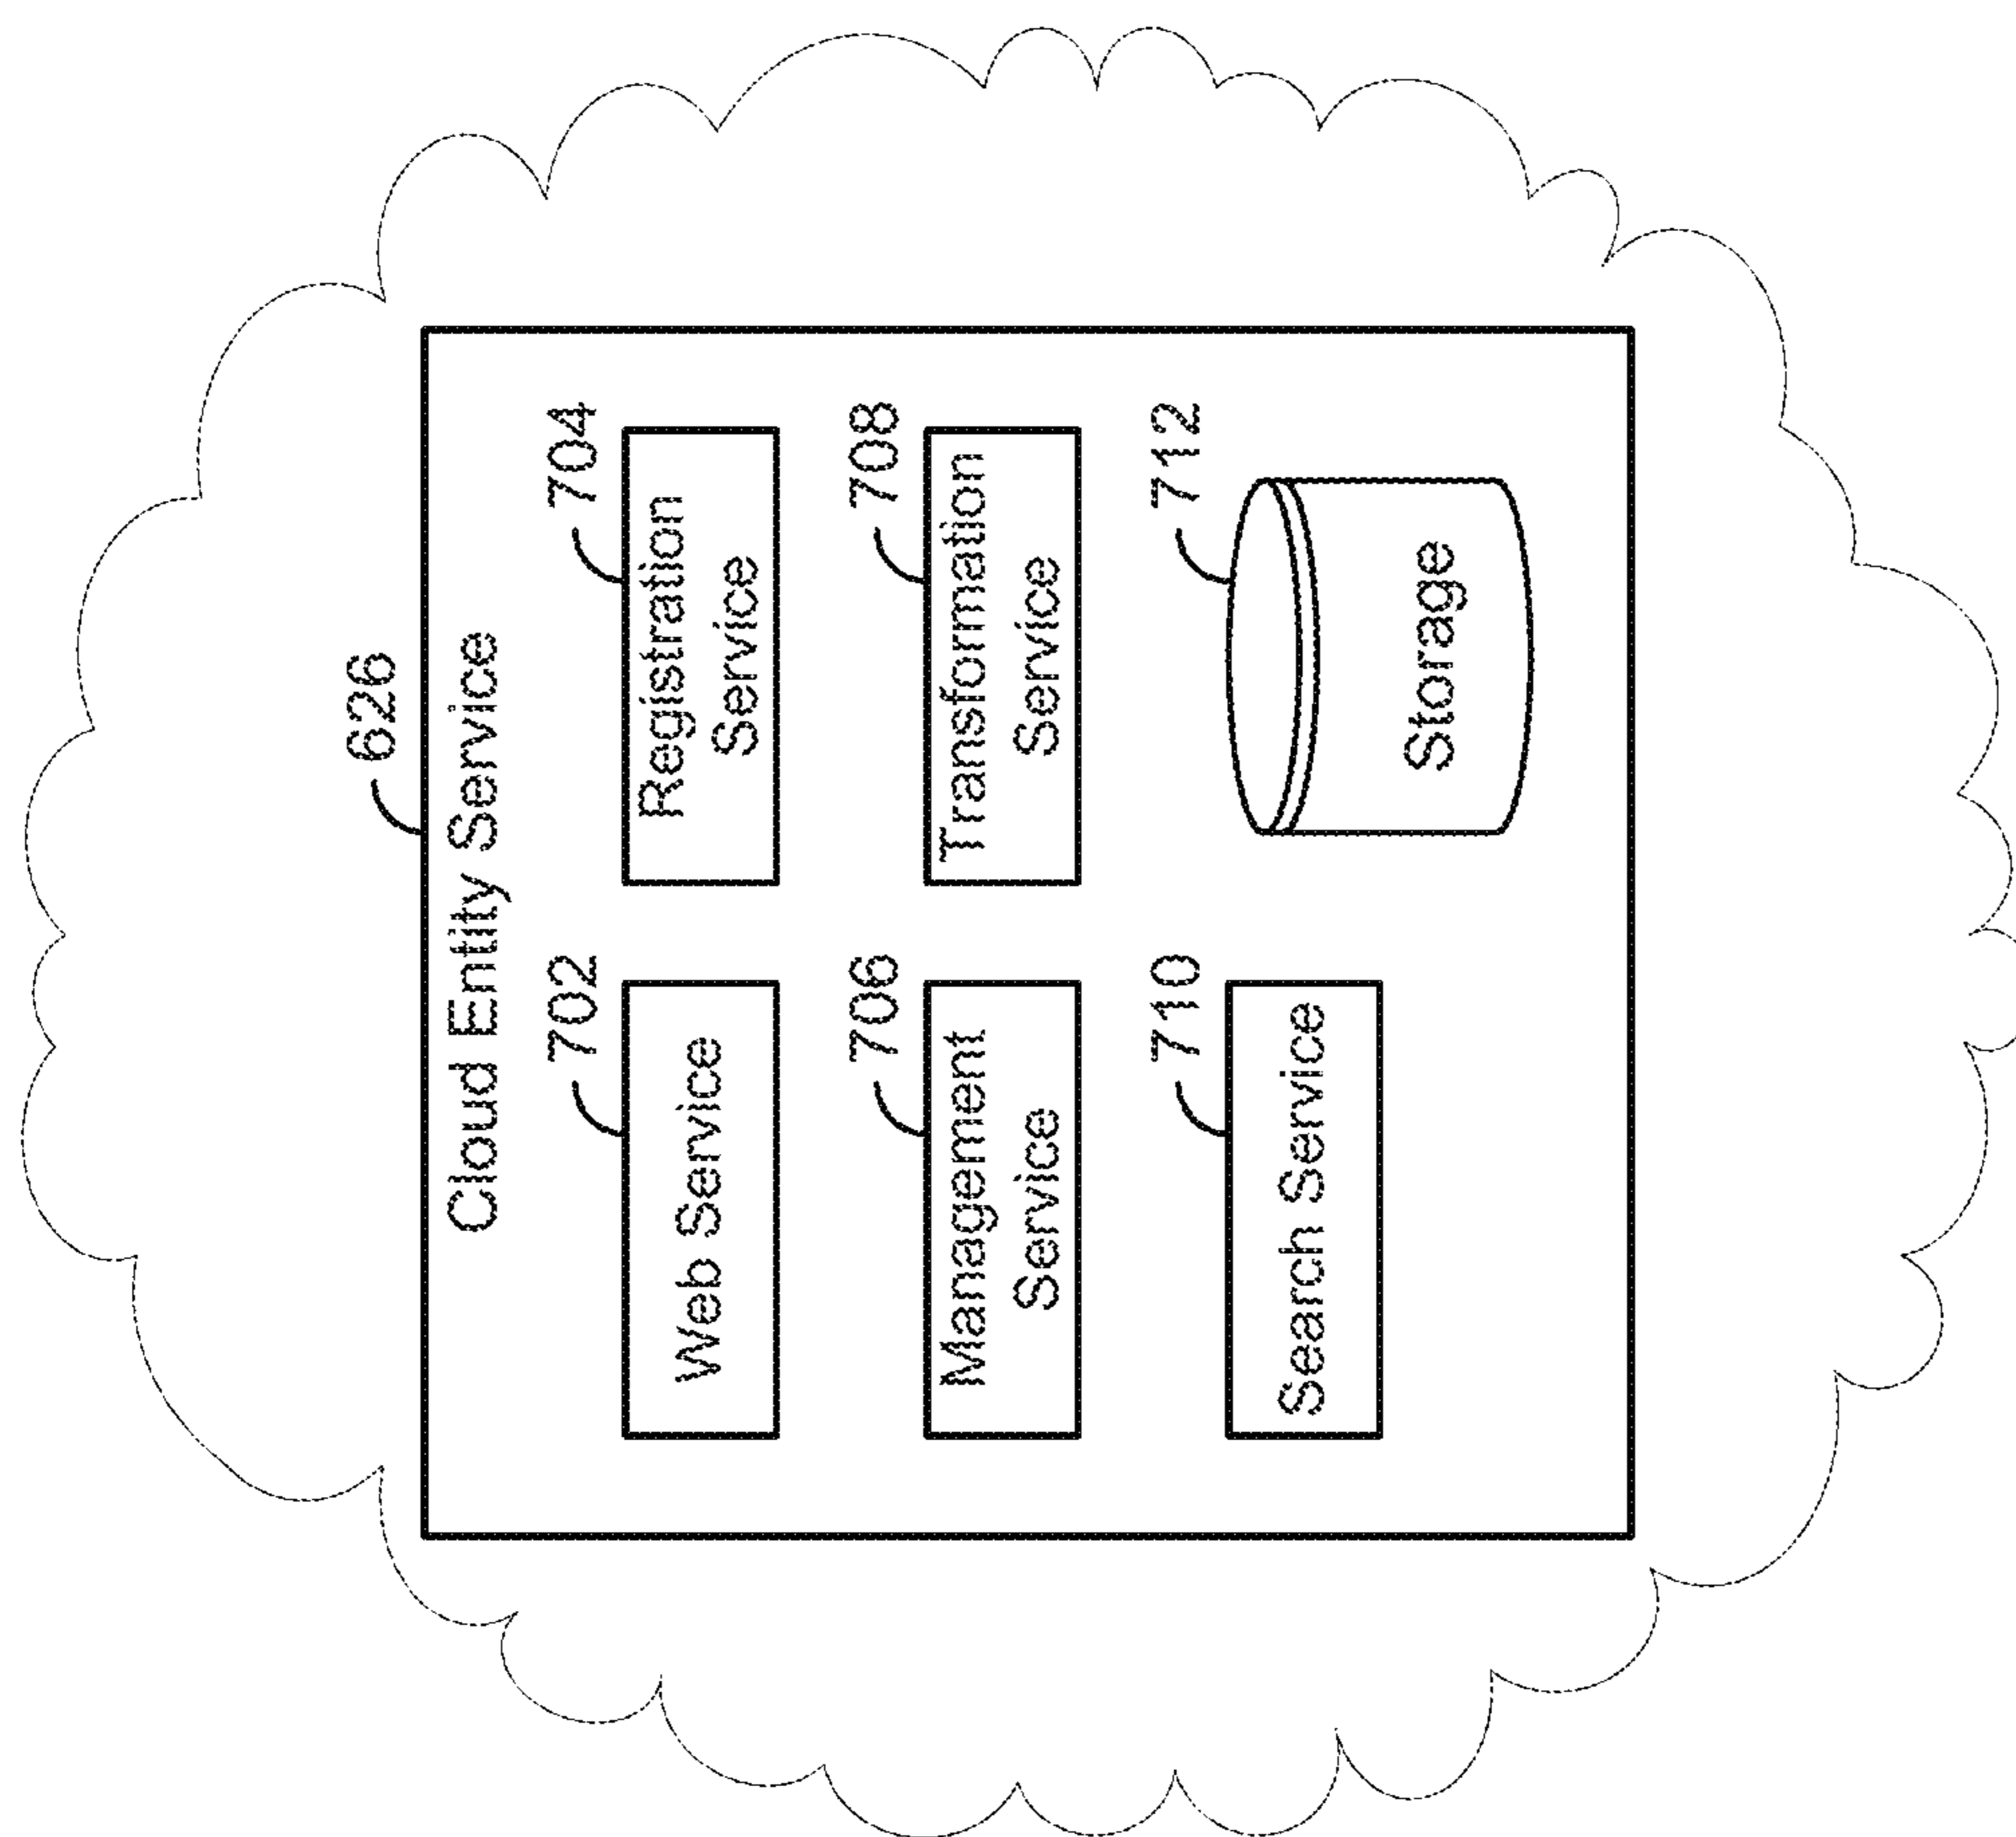 626
Cloud Entity Service
702
Web Service
704
Registration
Service
706
Management
Service
708
Transformation
Service
710
Search Service
712
Storage